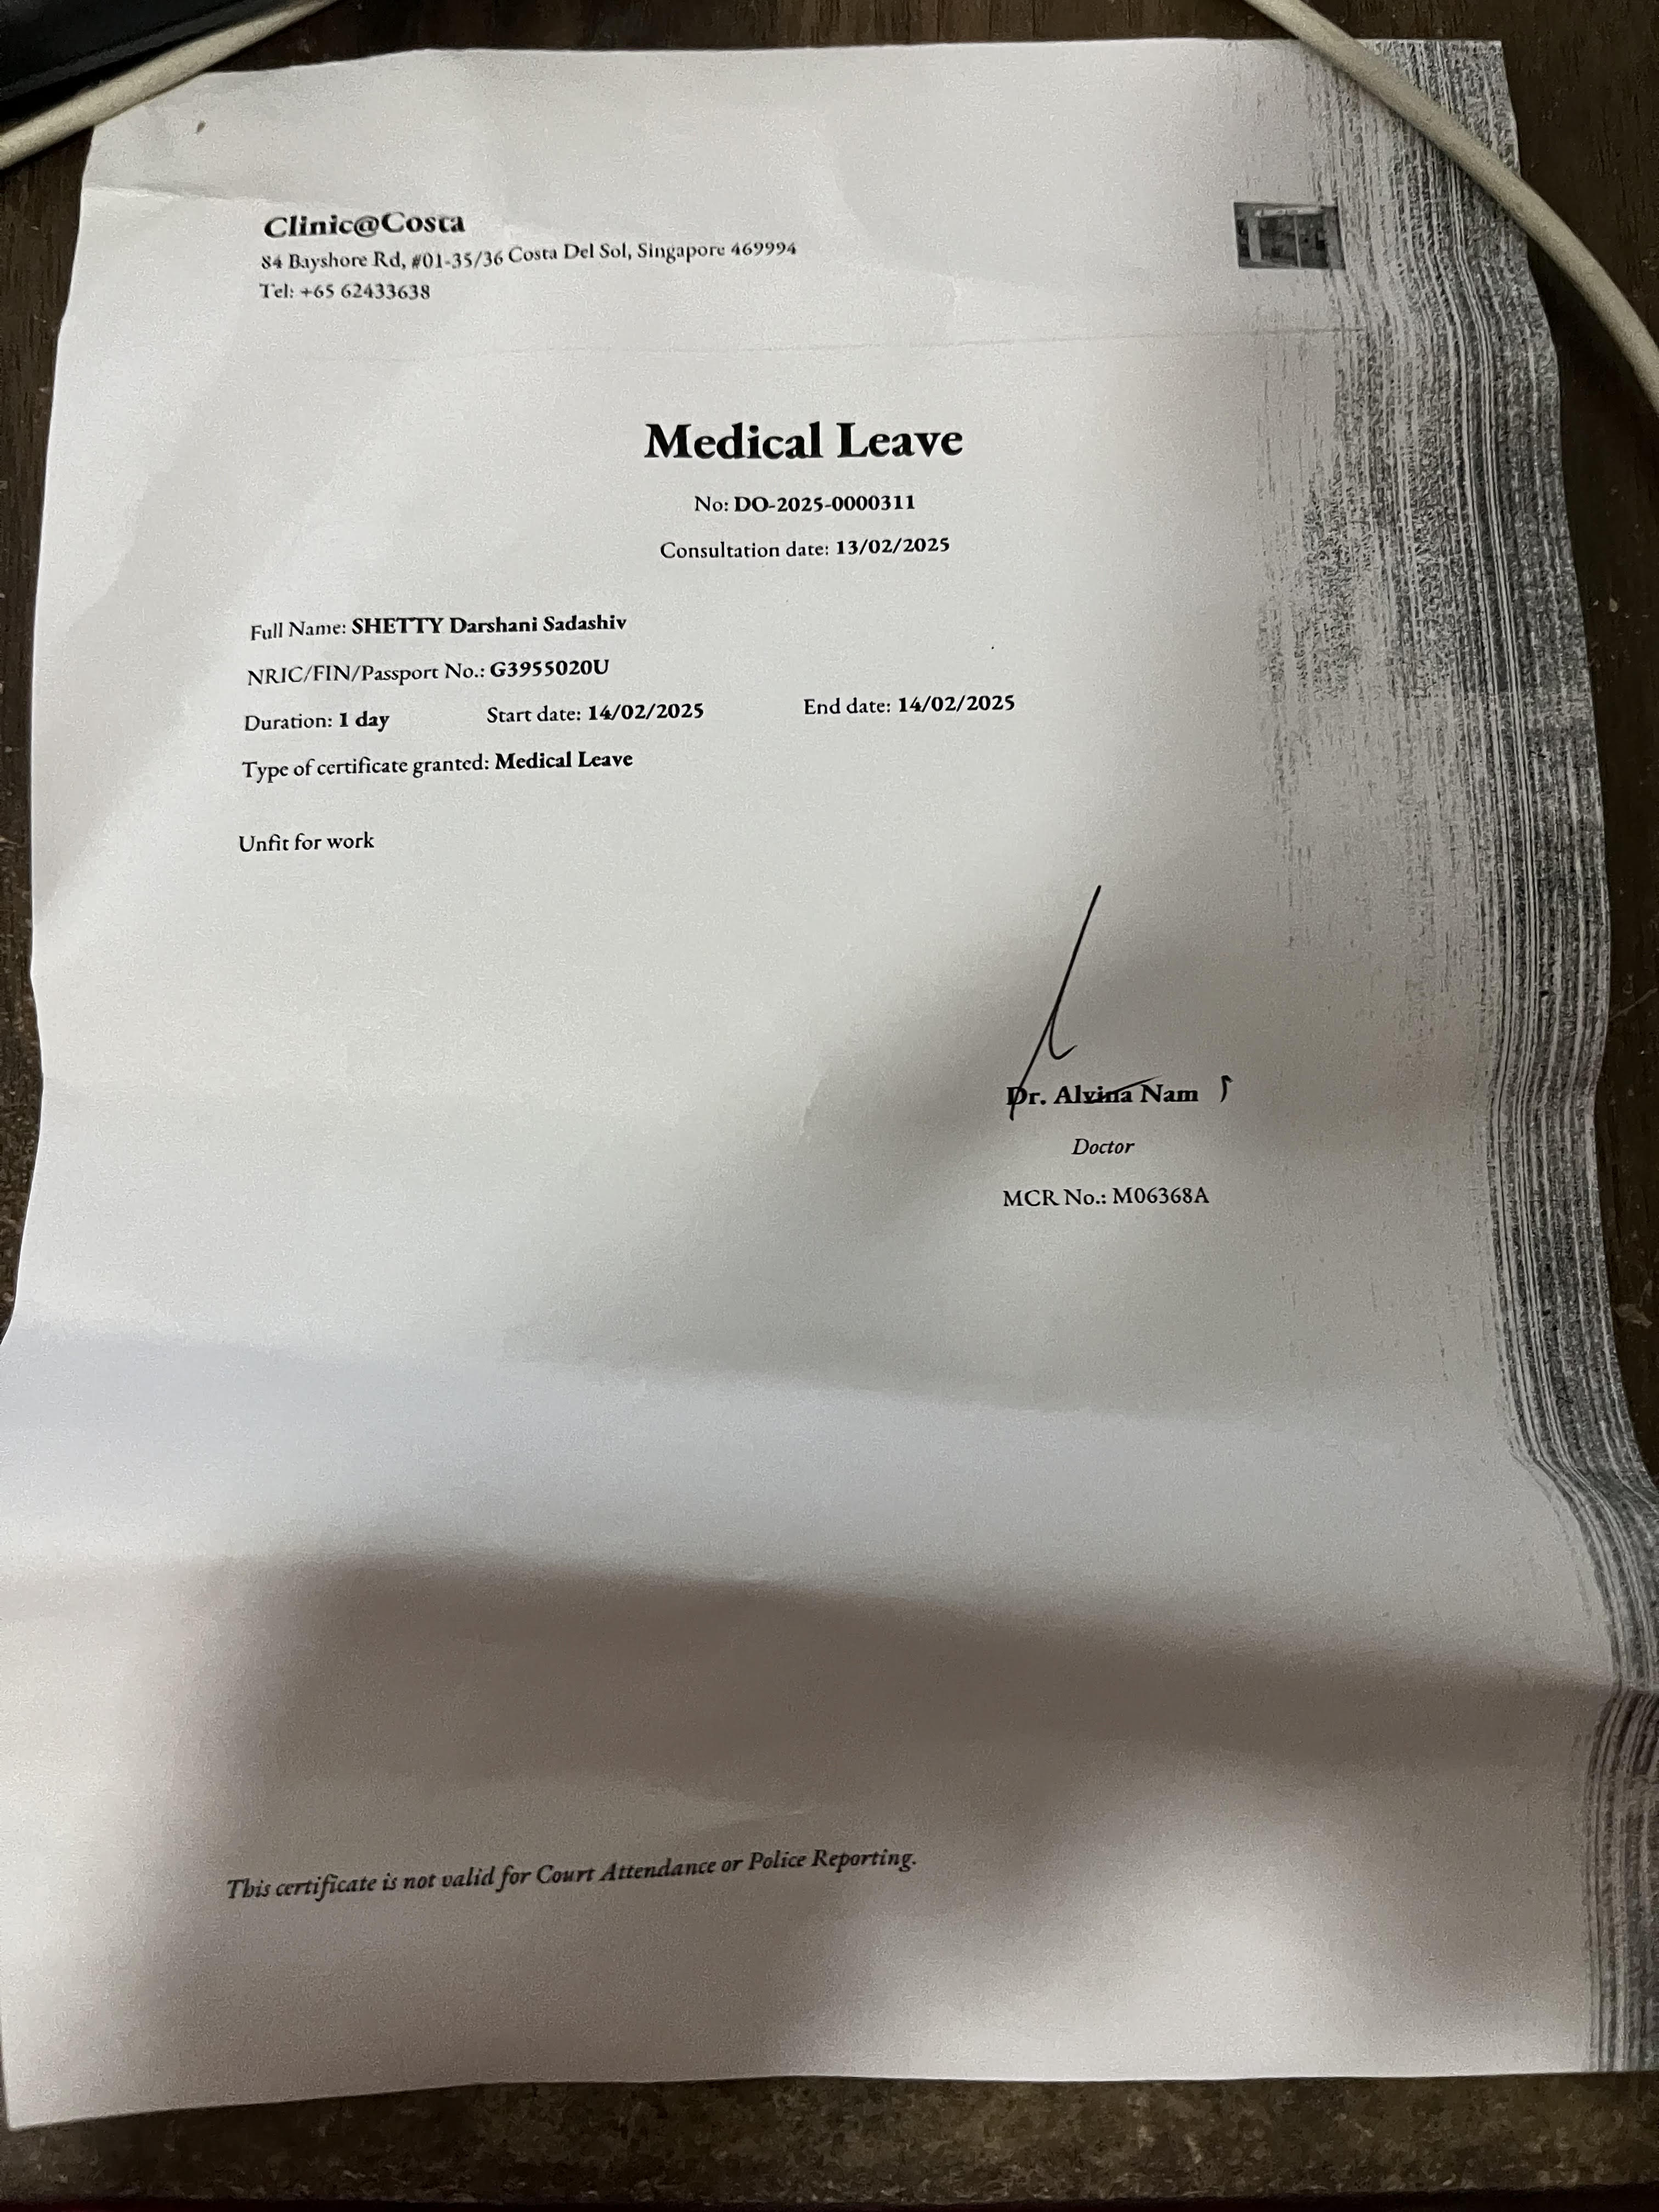 Clinic@Costa
84 Bayshore Rd, #01-35/36 Costa Del Sol, Singapore 469994
Tel: +65 62433638
Medical Leave
No: DO-2025-0000311
Consultation date: 13/02/2025
Full Name: SHETTY Darshani Sadashiv
NRIC/FIN/Passport No.: G3955020U
Duration: 1 day Start date: 14/02/2025 End date: 14/02/2025
Type of certificate granted: Medical Leave
Unfit for work
Dr. Alvina Nam
Doctor
MCR No.: M06368A
This certificate is not valid for Court Attendance or Police Reporting.